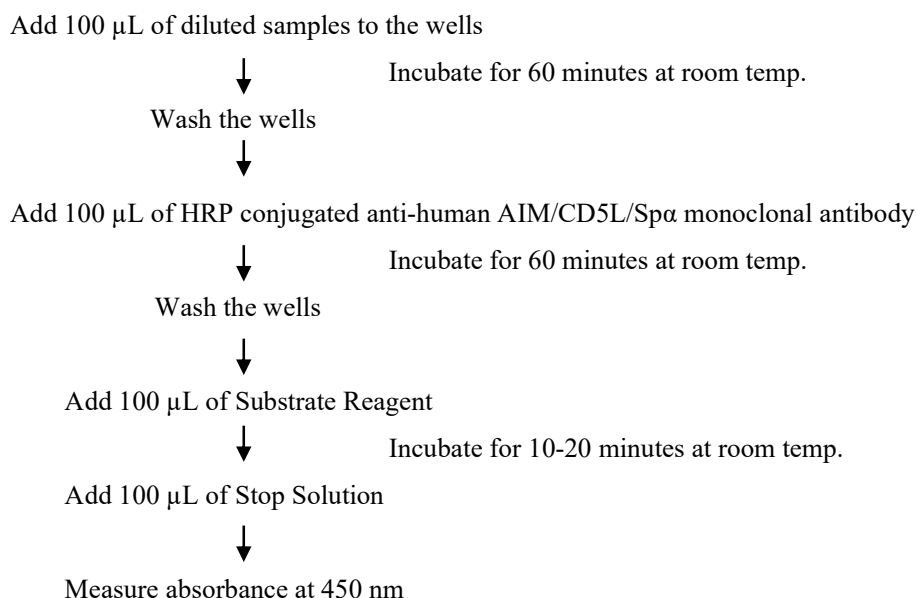 Add 100 µL of diluted samples to the wells
Incubate for 60 minutes at room temp.
Wash the wells
Add 100 µL of HRP conjugated anti-human AIM/CD5L/Spα monoclonal antibody
Incubate for 60 minutes at room temp.
Wash the wells
Add 100 µL of Substrate Reagent
Incubate for 10-20 minutes at room temp.
Add 100 µL of Stop Solution
Measure absorbance at 450 nm